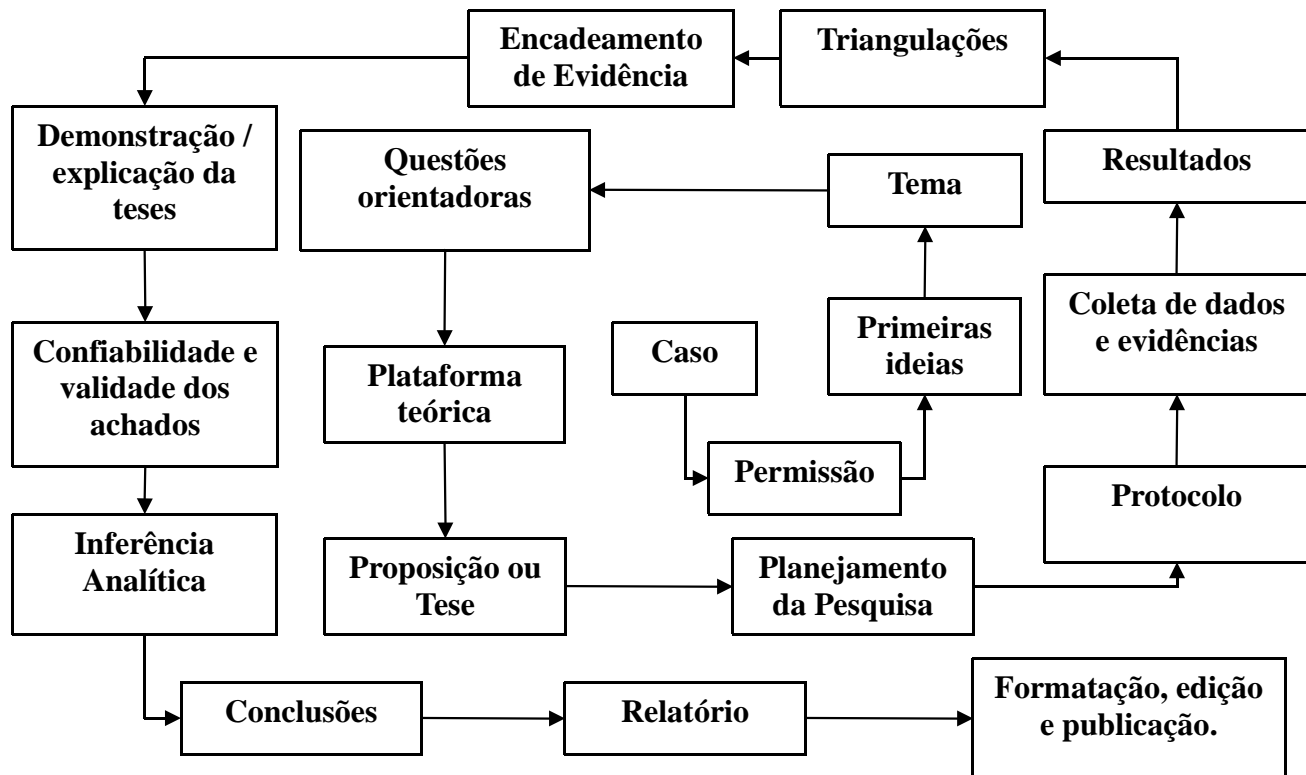 Encadeamento
de Evidência
Triangulações
Demonstração /
explicação da
teses
Questões
orientadoras
Tema
Resultados
Confiabilidade e
validade dos
achados
Plataforma
teórica
Caso
Primeiras
ideias
Coleta de dados
e evidências
Permissão
Protocolo
Inferência
Analítica
Proposição ou
Tese
Planejamento
da Pesquisa
Conclusões
Relatório
Formatação, edição
e publicação.